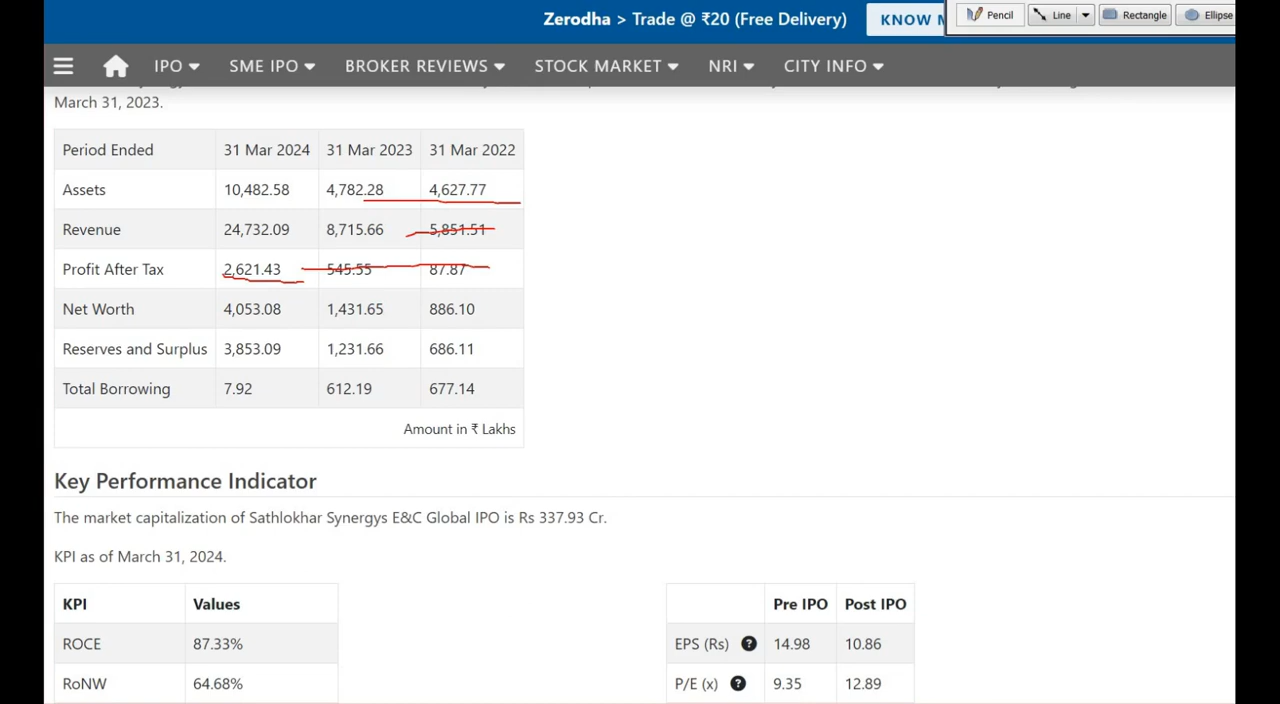 Zerodha > Trade @ ₹20 (Free Delivery)
KNOW
Pencil Line Rectangle Ellipse
IPO SME IPO BROKER REVIEWS STOCK MARKET NRI CITY INFO
March 31, 2023.
Period Ended 31 Mar 2024 31 Mar 2023 31 Mar 2022
Assets 10,482.58 4,782.28 4,627.77
Revenue 24,732.09 8,715.66 5,851.51
Profit After Tax 2,621.43 545.55 87.87
Net Worth 4,053.08 1,431.65 886.10
Reserves and Surplus 3,853.09 1,231.66 686.11
Total Borrowing 7.92 612.19 677.14
Amount in ₹ Lakhs
Key Performance Indicator
The market capitalization of Sathlokhar Synergys E&C Global IPO is Rs 337.93 Cr.
KPI as of March 31, 2024.
KPI Values
ROCE 87.33%
RoNW 64.68%
Pre IPO Post IPO
EPS (Rs) ? 14.98 10.86
P/E (x) ? 9.35 12.89